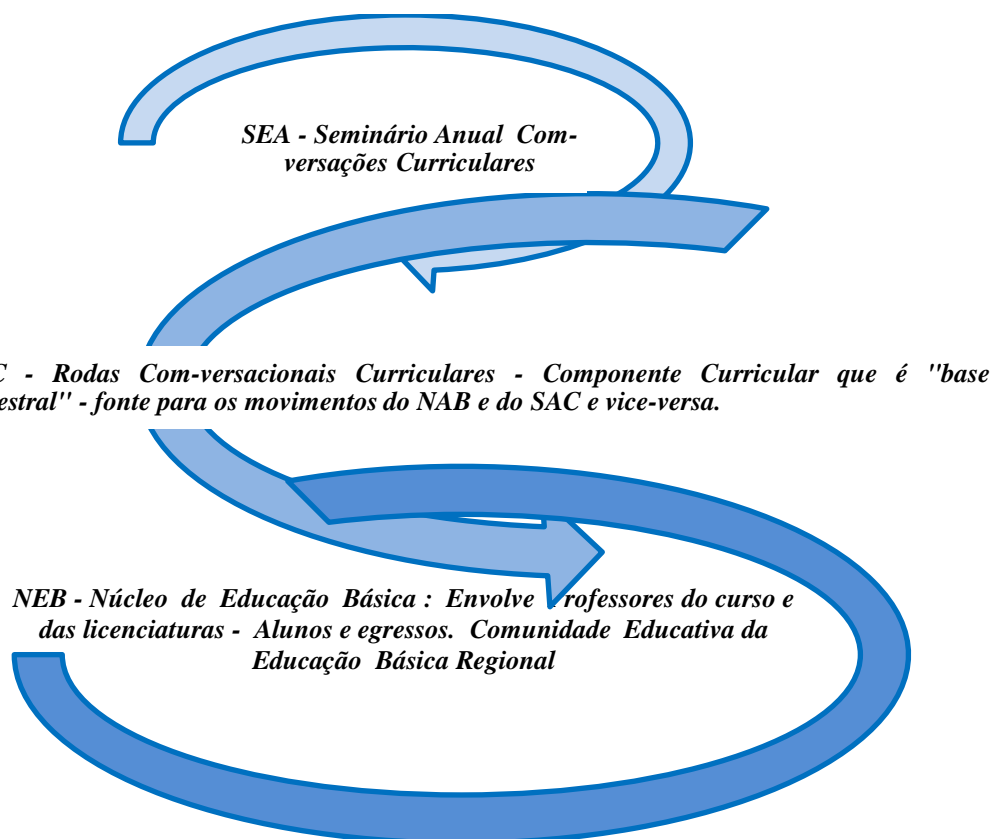 SEA - Seminário Anual Com-
versações Curriculares
C - Rodas Com-versacionais Curriculares - Componente Curricular que é "base
estral" - fonte para os movimentos do NAB e do SAC e vice-versa.
NEB - Núcleo de Educação Básica : Envolve rofessores do curso e
das licenciaturas - Alunos e egressos. Comunidade Educativa da
Educação Básica Regional